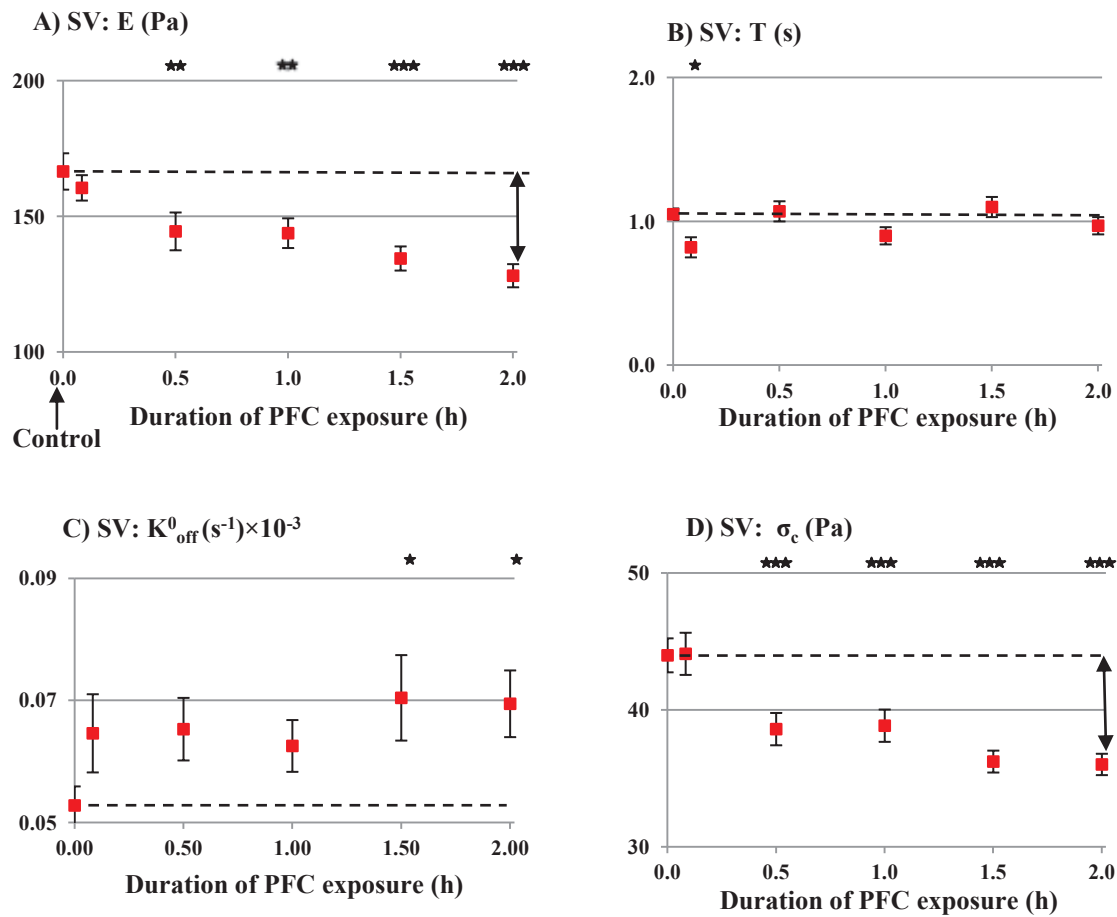 A) SV: E (Pa)
★★ ★★ ★★★ ★★★
200
150
100
0.0 0.5 1.0 1.5 2.0
Duration of PFC exposure (h)
Control
B) SV: T (s)
★
2.0
1.0
0.0
0.0 0.5 1.0 1.5 2.0
Duration of PFC exposure (h)
C) SV: K⁰off (s⁻¹)×10⁻³
★ ★
0.09
0.07
0.05
0.00 0.50 1.00 1.50 2.00
Duration of PFC exposure (h)
D) SV: σc (Pa)
★★★ ★★★ ★★★ ★★★
50
40
30
0.0 0.5 1.0 1.5 2.0
Duration of PFC exposure (h)